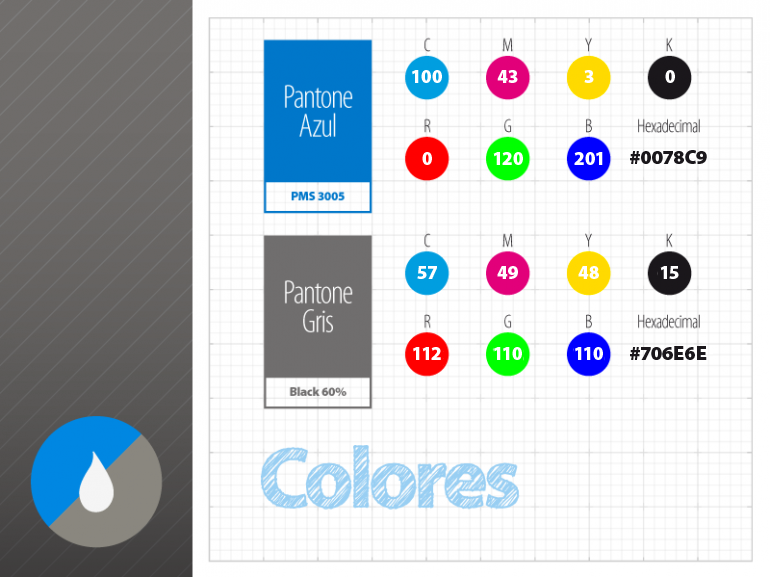 Pantone
Azul
PMS 3005
C M Y K
100 43 3 0
R G B Hexadecimal
0 120 201 #0078C9
Pantone
Gris
Black 60%
C M Y K
57 49 48 15
R G B Hexadecimal
112 110 110 #706E6E
Colores